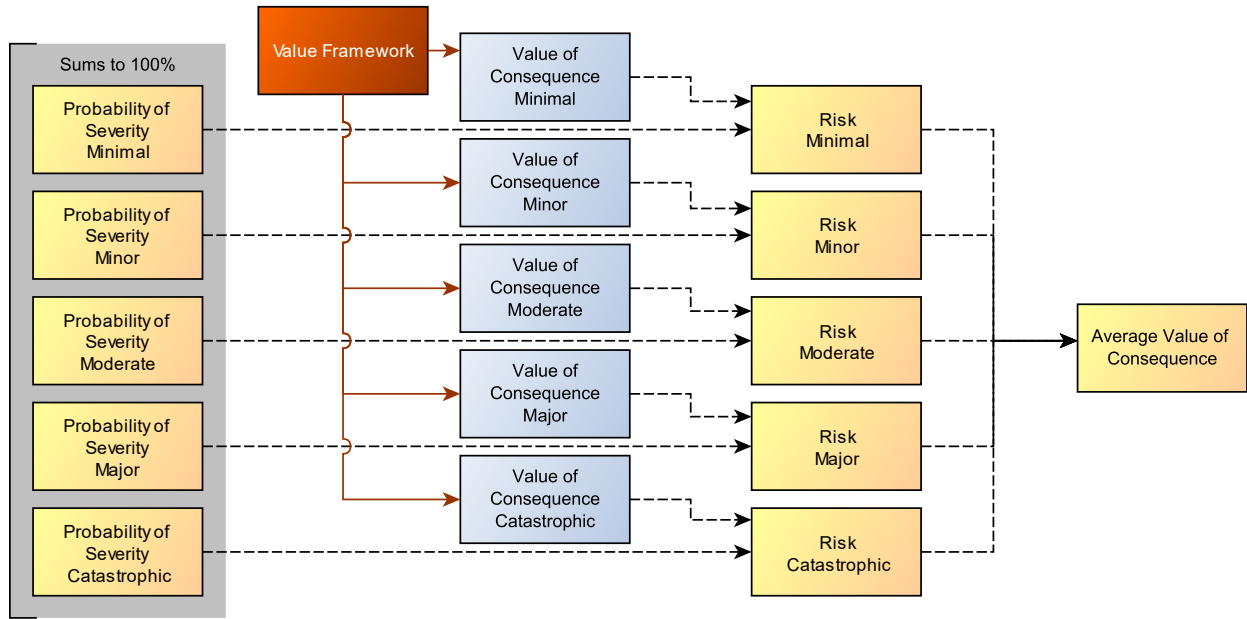 Value Framework
Sums to 100%
Probability of
Severity
Minimal
Probability of
Severity
Minor
Probability of
Severity
Moderate
Probability of
Severity
Major
Probability of
Severity
Catastrophic
Value of
Consequence
Minimal
Value of
Consequence
Minor
Value of
Consequence
Moderate
Value of
Consequence
Major
Value of
Consequence
Catastrophic
Risk
Minimal
Risk
Minor
Risk
Moderate
Risk
Major
Risk
Catastrophic
Average Value of
Consequence